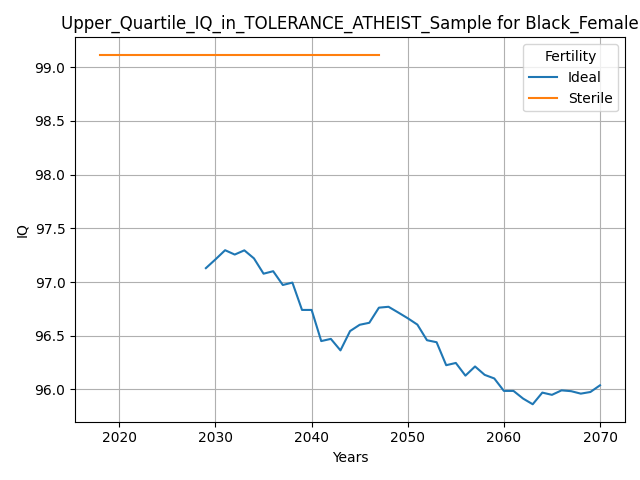 Upper_Quartile_IQ_in_TOLERANCE_ATHEIST_Sample for Black_Female
Fertility
Ideal
Sterile
IQ
99.0
98.5
98.0
97.5
97.0
96.5
96.0
2020 2030 2040 2050 2060 2070
Years